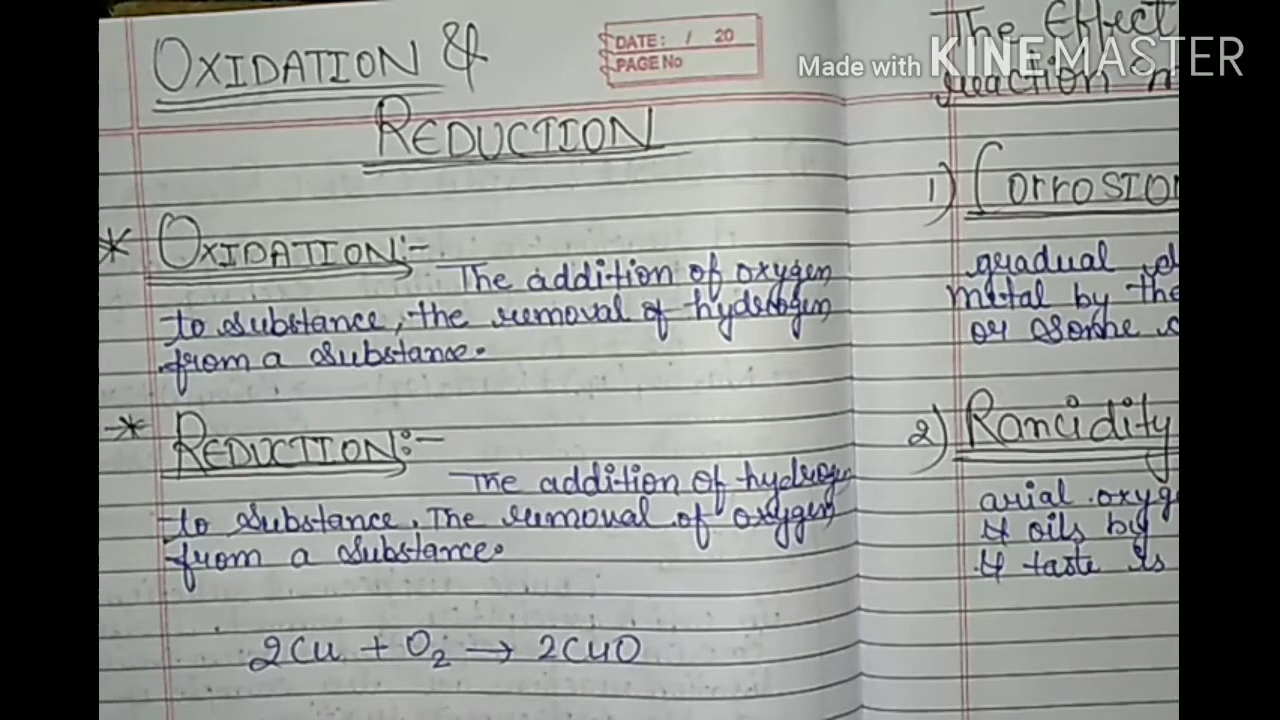 OXIDATION &
REDUCTION
DATE: / 20
PAGE No
Made with KINEMASTER
* OXIDATION:-
The addition of oxygen
to substance, the removal of hydrogen
from a substance.
* REDUCTION:-
The addition of hydrogen
to substance. The removal of oxygen
from a substance.
2Cu + O₂ → 2CuO
The Effect
reaction in
1) Corrosion
gradual
metal by the
or some
2) Rancidity
arial oxyg
& oils by
& taste is